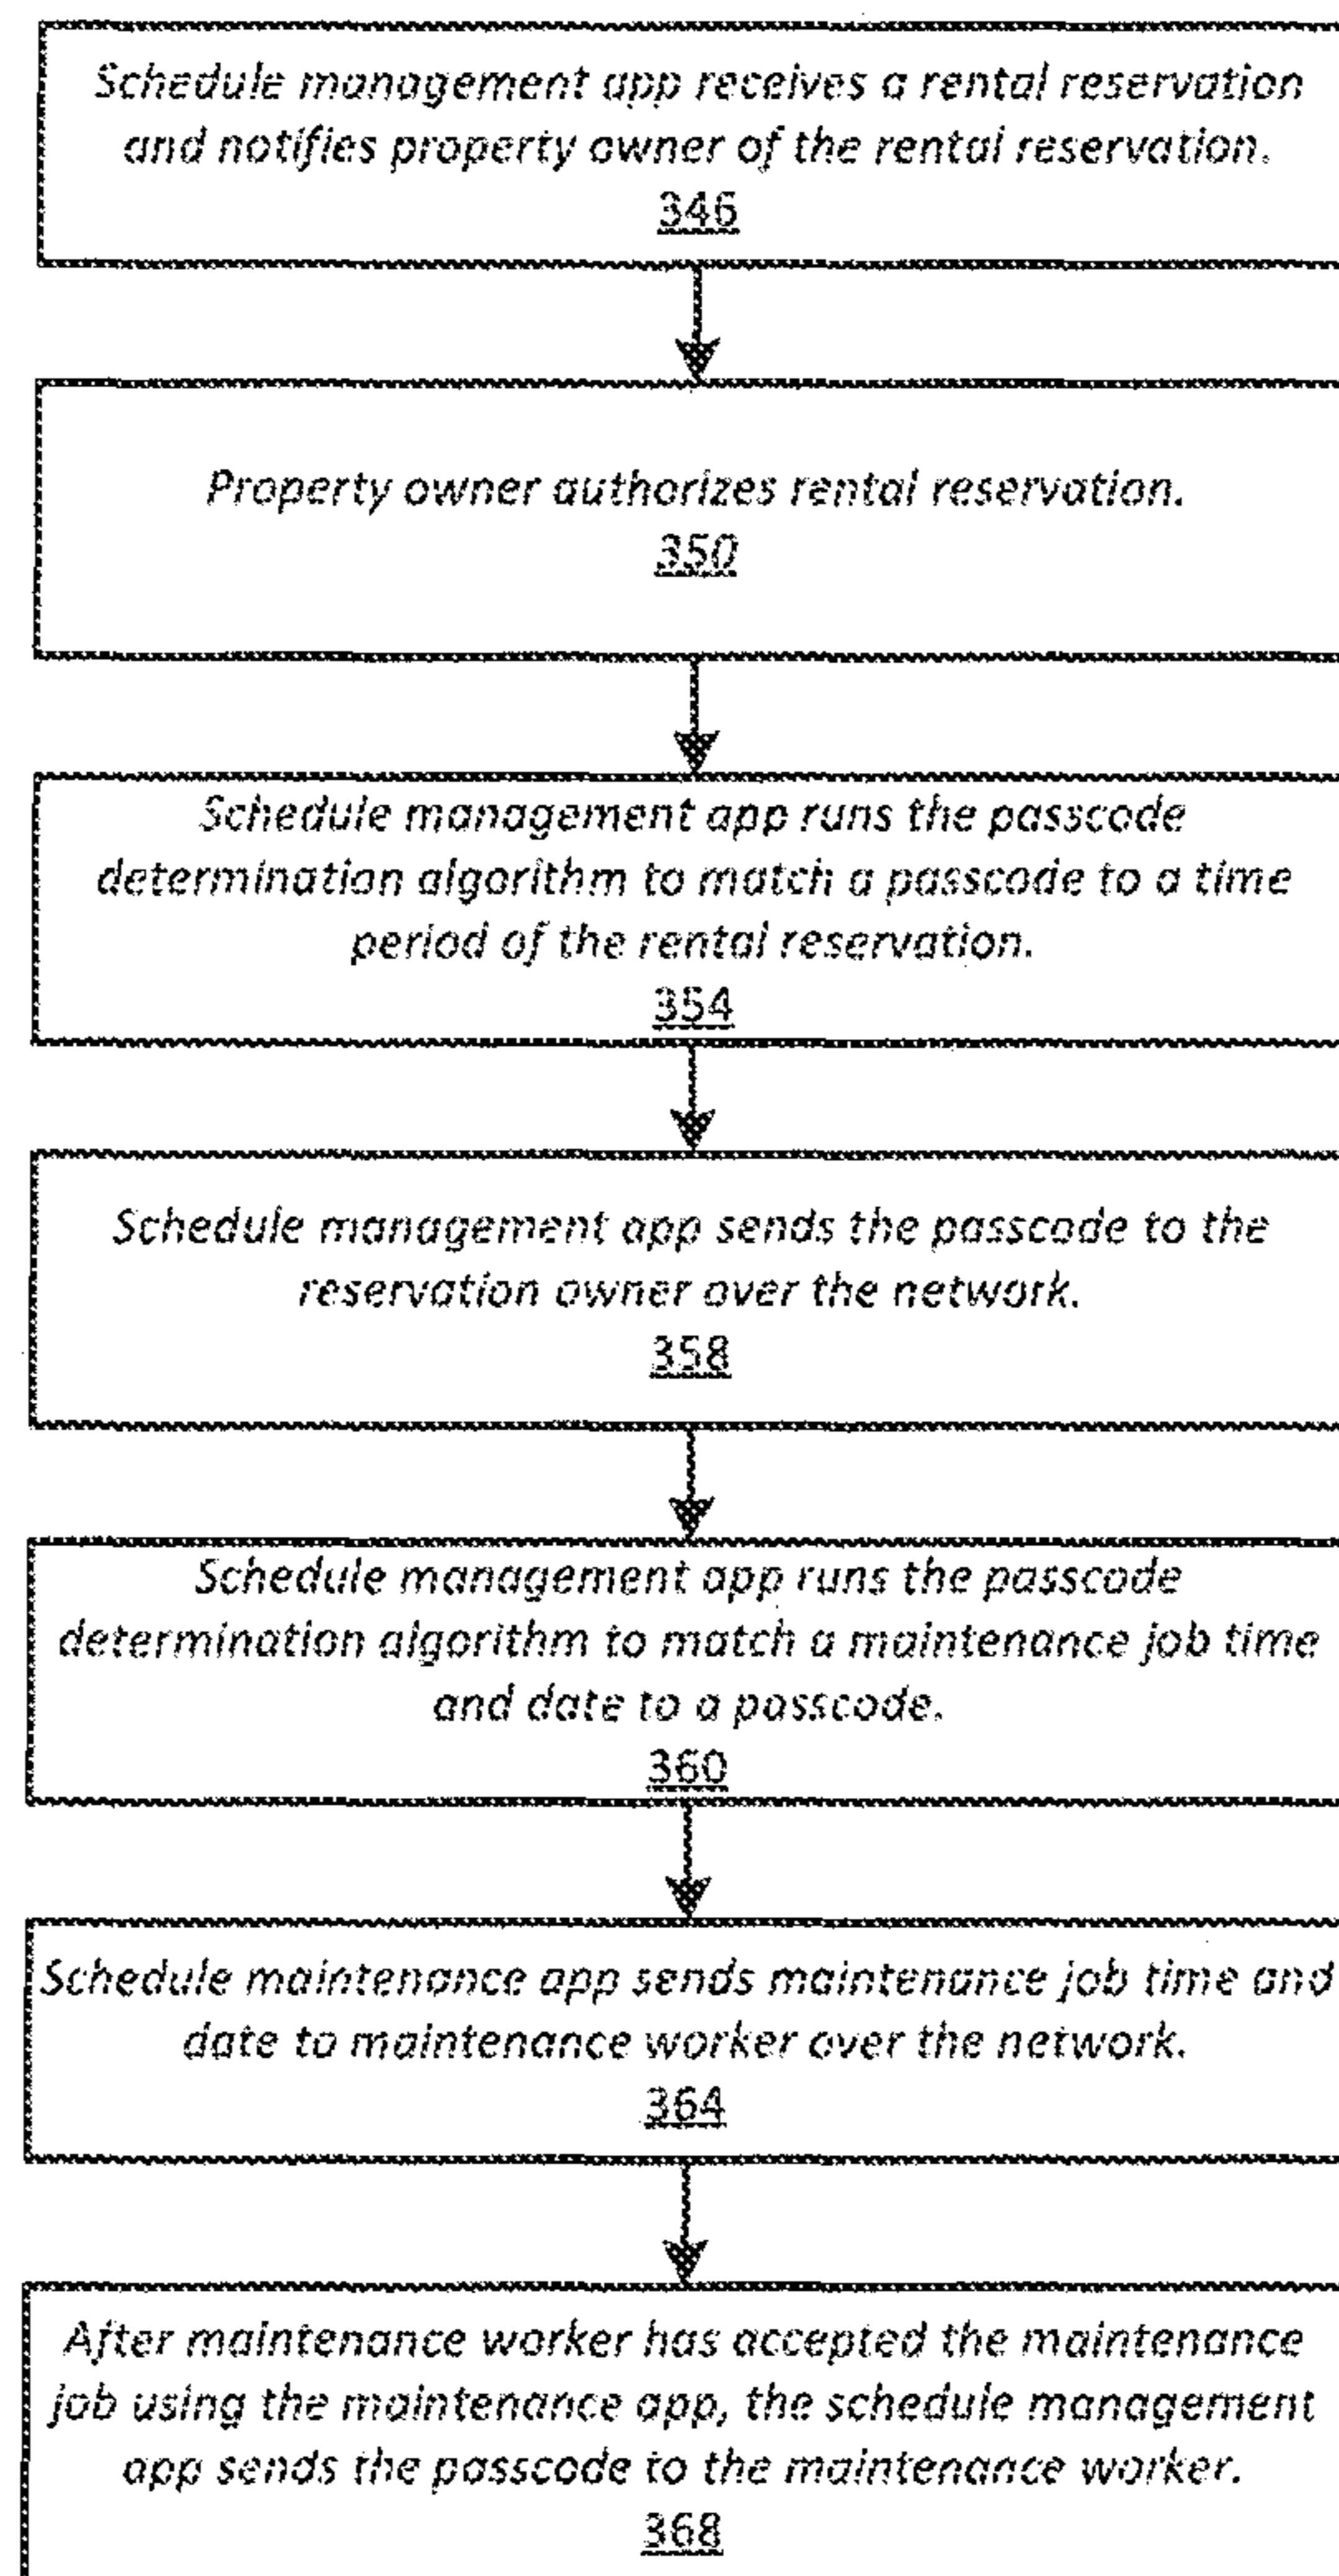 Schedule management app receives a rental reservation
and notifies property owner of the rental reservation.
346
Property owner authorizes rental reservation.
350
Schedule management app runs the passcode
determination algorithm to match a passcode to a time
period of the rental reservation.
354
Schedule management app sends the passcode to the
reservation owner over the network.
358
Schedule management app runs the passcode
determination algorithm to match a maintenance job time
and date to a passcode.
360
Schedule maintenance app sends maintenance job time and
date to maintenance worker over the network.
364
After maintenance worker has accepted the maintenance
job using the maintenance app, the schedule management
app sends the passcode to the maintenance worker.
368